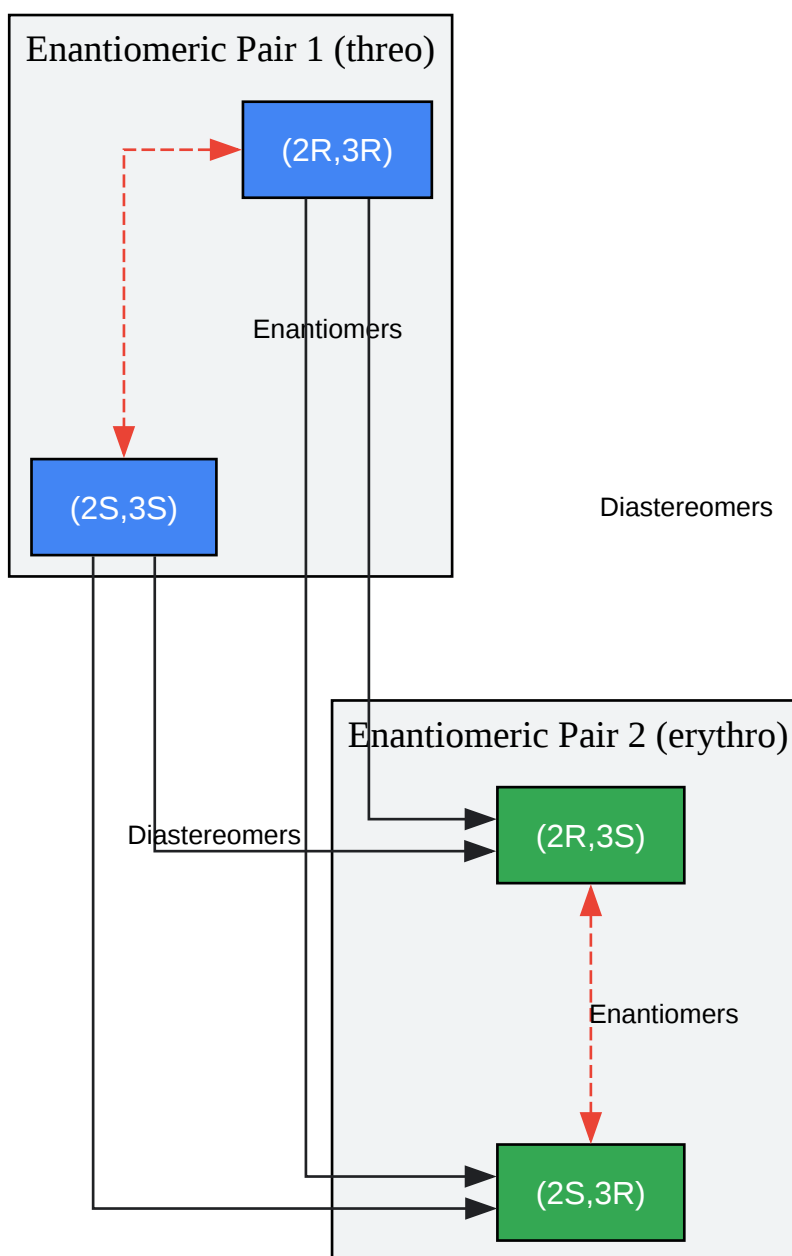 Enantiomeric Pair 1 (threo)
(2R,3R)
Enantiomers
(2S,3S)
Diastereomers
Enantiomeric Pair 2 (erythro)
Diastereomers
(2R,3S)
Enantiomers
(2S,3R)